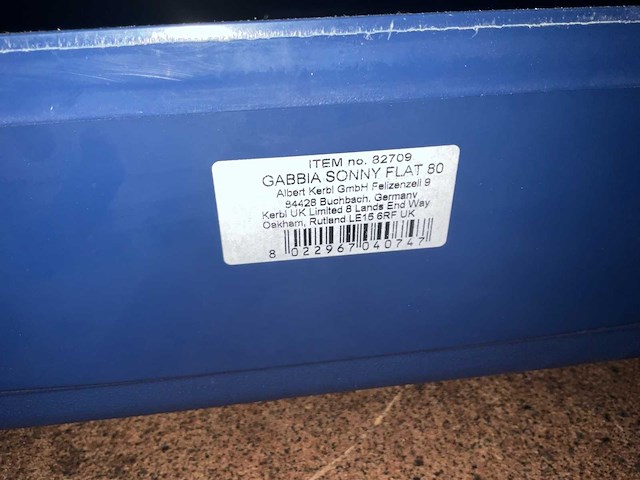 ITEM no. 82709
GABBIA SONNY FLAT 80
Albert Kerbl GmbH Felizenzell 9
84428 Buchbach, Germany
Kerbl UK Limited 8 Lands End Way
Oakham, Rutland LE15 6RF UK
8 022967 040747